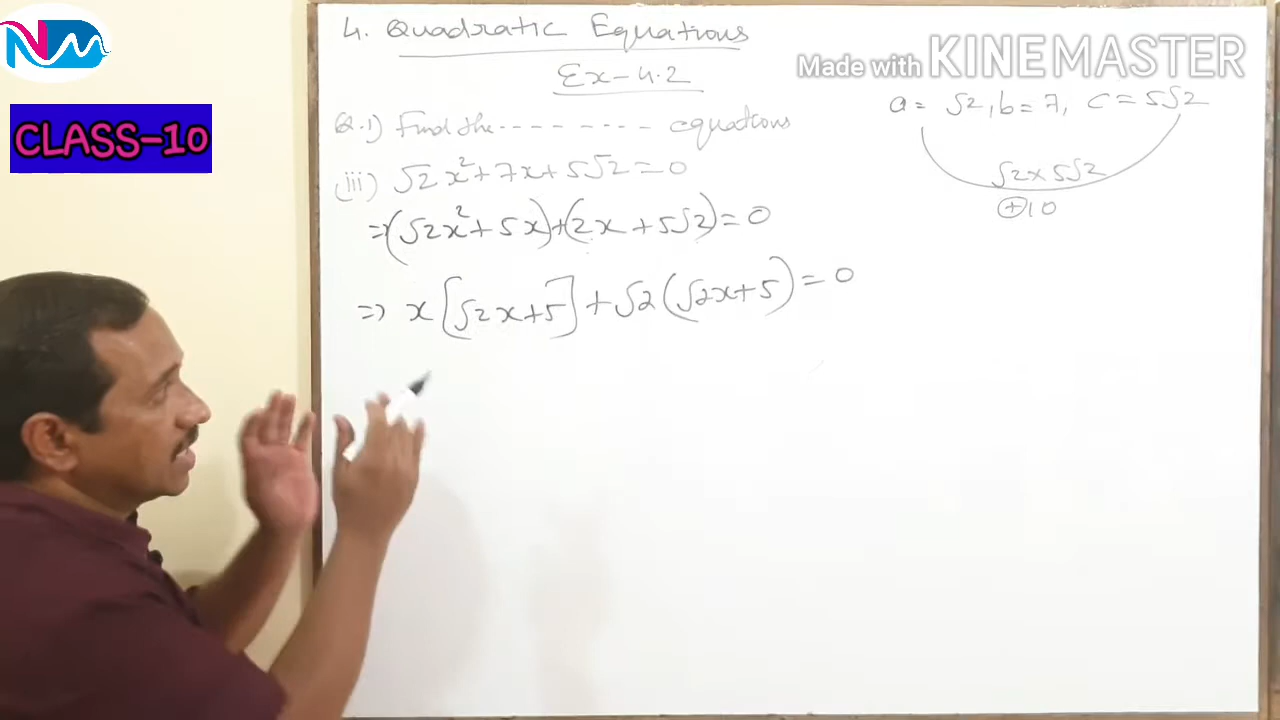 NM
CLASS-10
Made with KINEMASTER
4. Quadratic Equations
Ex-4.2
Q.1) Find the -------- equations
(iii) √2x²+7x+5√2=0
⇒(√2x²+5x)+(2x+5√2)=0
⇒ x[√2x+5]+√2(√2x+5)=0
a= √2, b=7, c=5√2
√2×5√2
⊕10